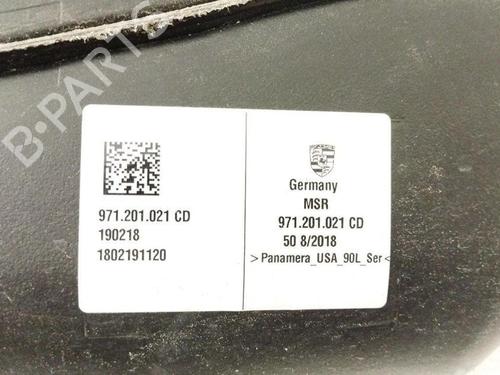 B-PARTS
971.201.021 CD
190218
1802191120
Germany
MSR
971.201.021 CD
50 8/2018
>Panamera_USA_90L_Ser<